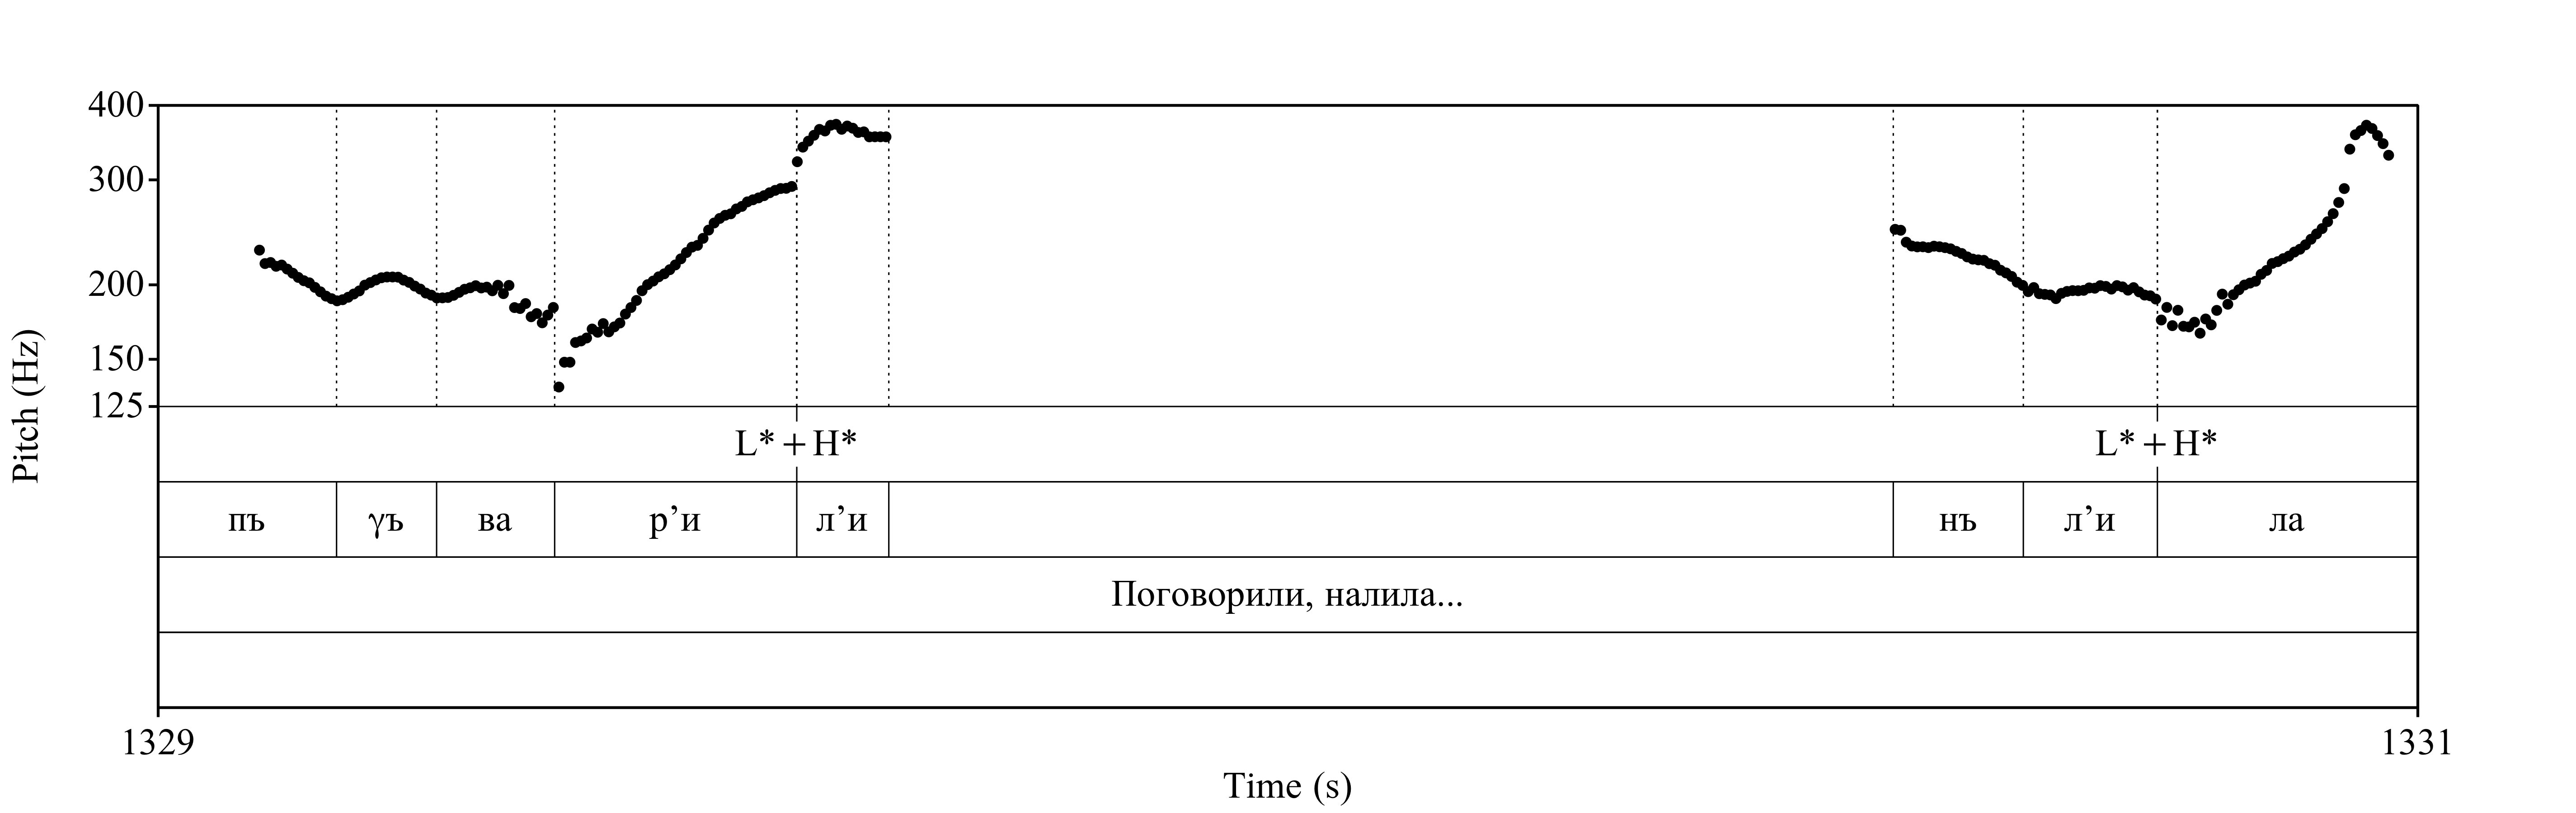 400
300
200
150
125
Pitch (Hz)
L* + H* L* + H*
пъ γъ ва р’и л’и нъ л’и ла
Поговорили, налила...
1329 1331
Time (s)